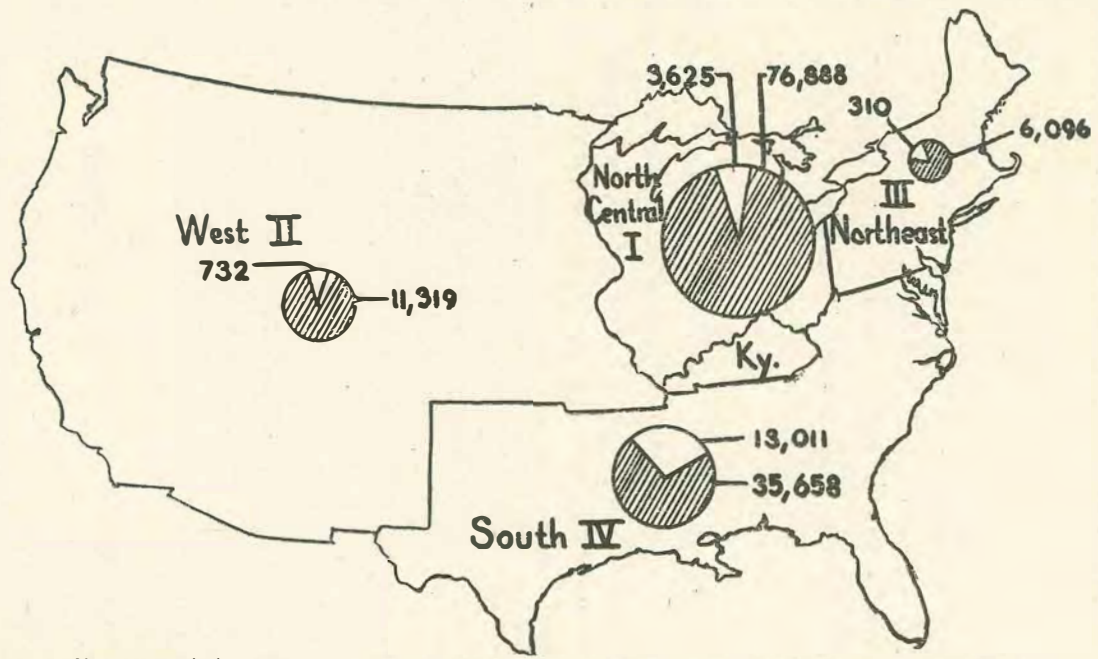 3,625
76,888
310
6,096
North
Central
I
III
Northeast
West II
732
11,319
Ky.
13,011
35,658
South IV